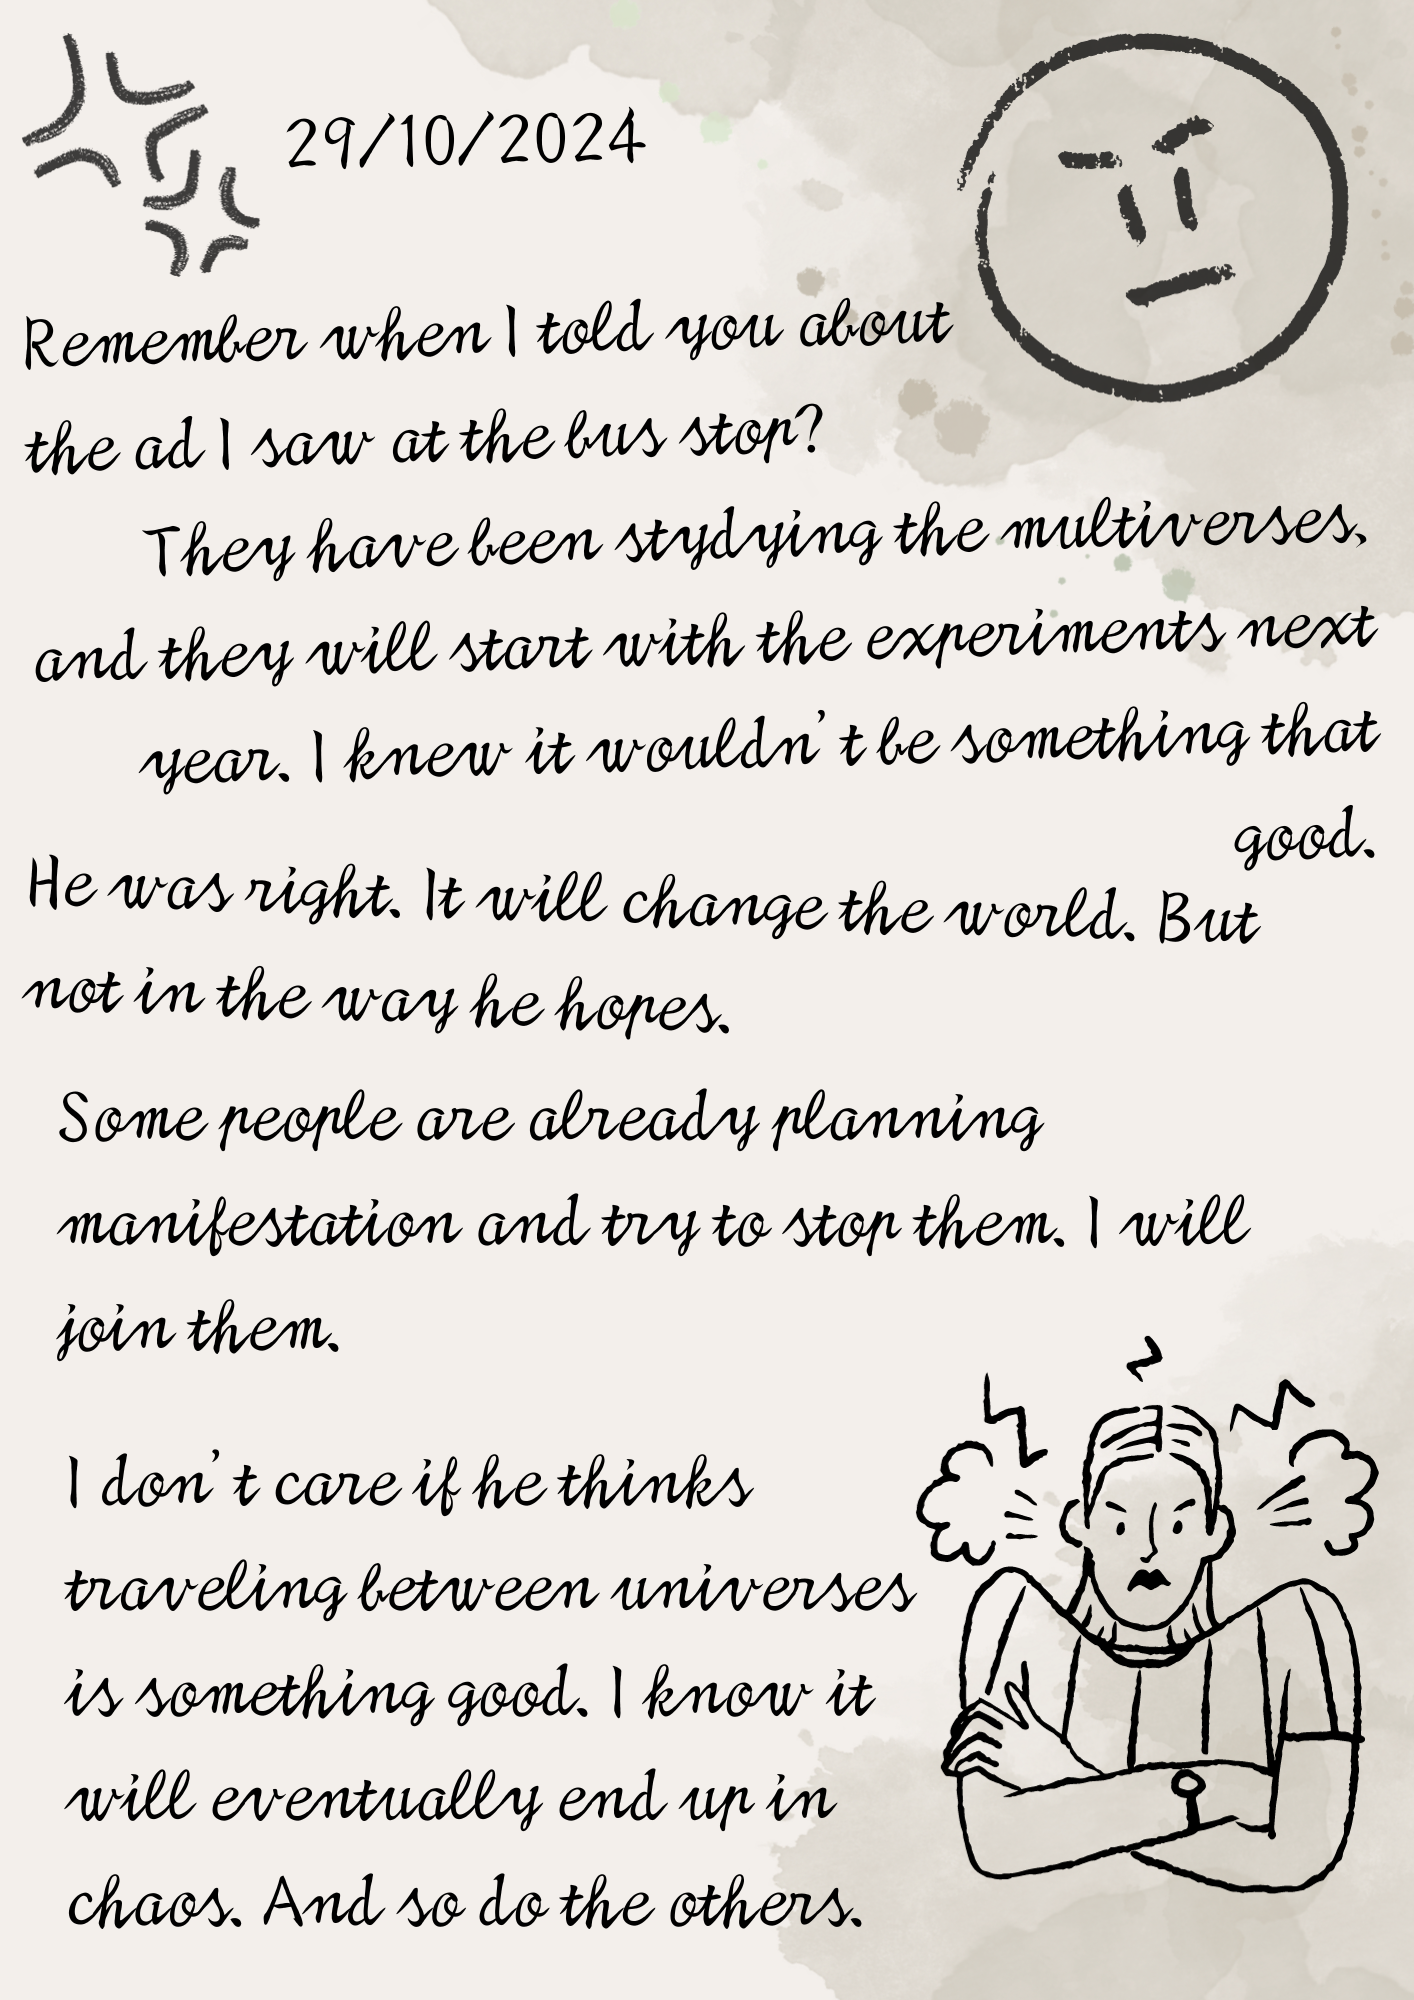 29/10/2024
Remember when I told you about
the ad I saw at the bus stop?
They have been stydying the multiverses,
and they will start with the experiments next
year. I knew it wouldn't be something that
good.
He was right. It will change the world. But
not in the way he hopes.
Some people are already planning
manifestation and try to stop them. I will
join them.
I don't care if he thinks
traveling between universes
is something good. I know it
will eventually end up in
chaos. And so do the others.